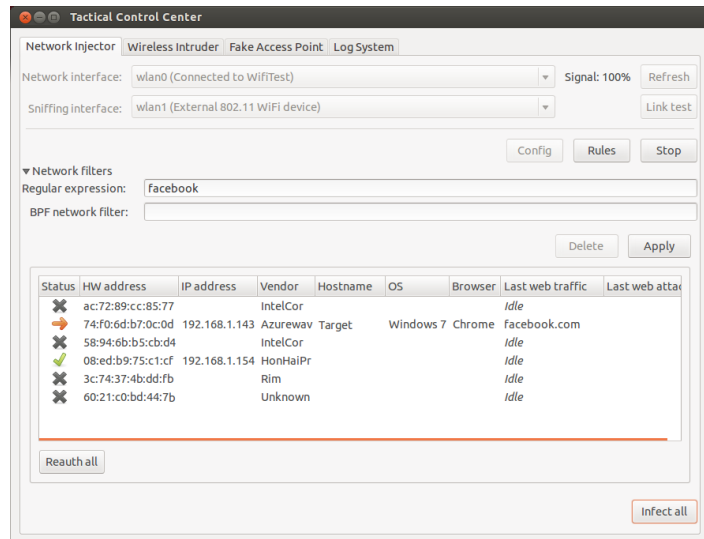 Tactical Control Center
Network Injector Wireless Intruder Fake Access Point Log System
Network interface: wlan0 (Connected to WifiTest) Signal: 100% Refresh
Sniffing interface: wlan1 (External 802.11 WiFi device) Link test
Config Rules Stop
Network filters
Regular expression: facebook
BPF network filter:
Delete Apply
Status HW address IP address Vendor Hostname OS Browser Last web traffic Last web attac
ac:72:89:cc:85:77 IntelCor Idle
74:f0:6d:b7:0c:0d 192.168.1.143 Azurewav Target Windows 7 Chrome facebook.com
58:94:6b:b5:cb:d4 IntelCor Idle
08:ed:b9:75:c1:cf 192.168.1.154 HonHaiPr Idle
3c:74:37:4b:dd:fb Rim Idle
60:21:c0:bd:44:7b Unknown Idle
Reauth all
Infect all